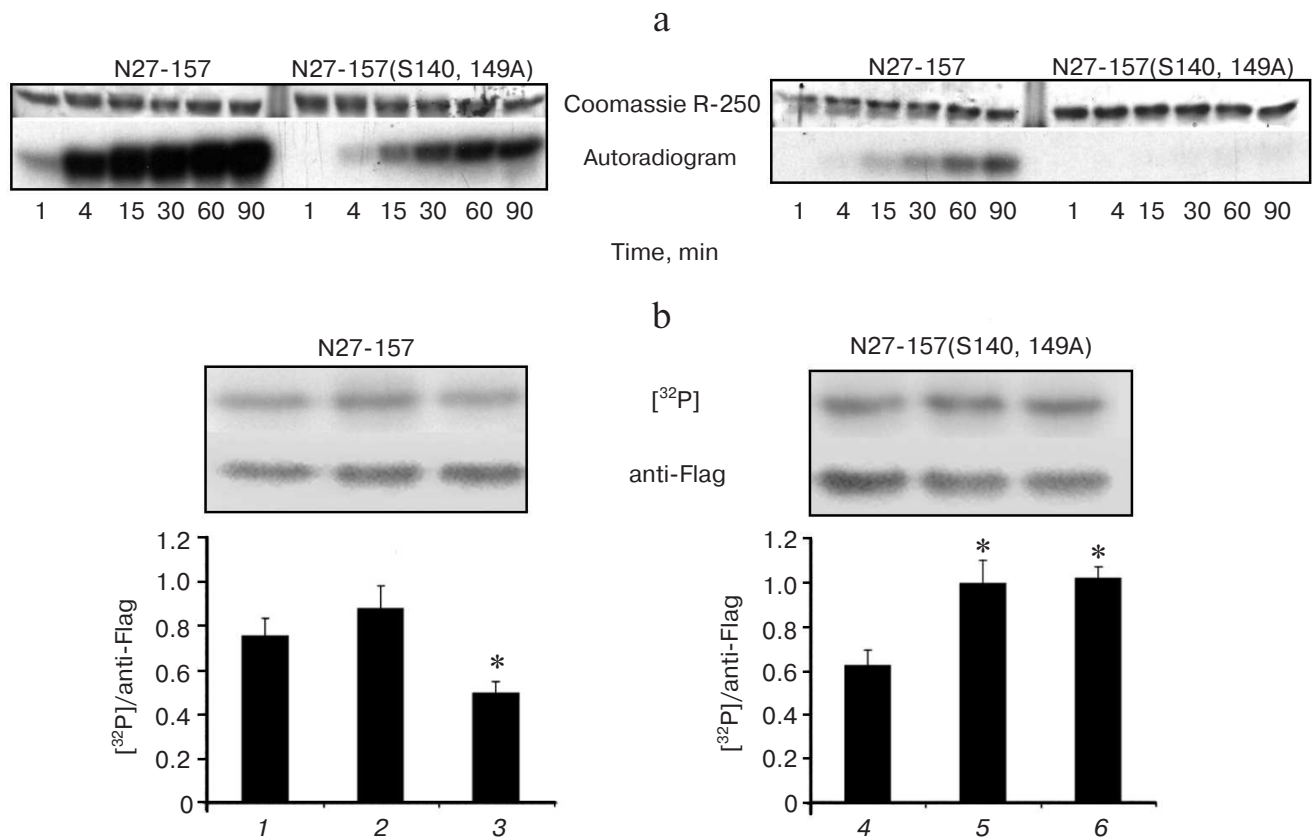 a
N27-157 N27-157(S140, 149A) N27-157 N27-157(S140, 149A)
Coomassie R-250
Autoradiogram
1 4 15 30 60 90 1 4 15 30 60 90 1 4 15 30 60 90 1 4 15 30 60 90
Time, min
b
N27-157 N27-157(S140, 149A)
[³²P]
anti-Flag
[³²P]/anti-Flag
1.2
1.0
0.8
0.6
0.4
0.2
0
*
1 2 3
[³²P]/anti-Flag
1.2
1.0
0.8
0.6
0.4
0.2
0
* *
4 5 6